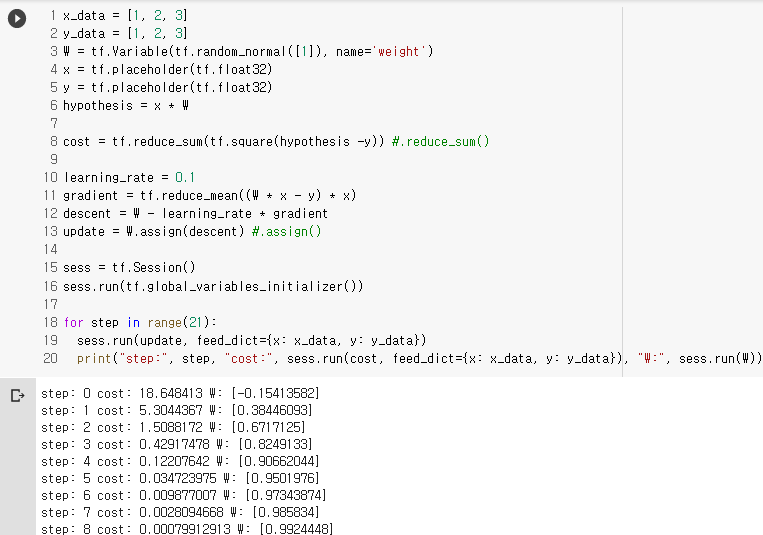 1 x_data = [1, 2, 3]
2 y_data = [1, 2, 3]
3 W = tf.Variable(tf.random_normal([1]), name='weight')
4 x = tf.placeholder(tf.float32)
5 y = tf.placeholder(tf.float32)
6 hypothesis = x * W
7
8 cost = tf.reduce_sum(tf.square(hypothesis -y)) #.reduce_sum()
9
10 learning_rate = 0.1
11 gradient = tf.reduce_mean((W * x - y) * x)
12 descent = W - learning_rate * gradient
13 update = W.assign(descent) #.assign()
14
15 sess = tf.Session()
16 sess.run(tf.global_variables_initializer())
17
18 for step in range(21):
19   sess.run(update, feed_dict={x: x_data, y: y_data})
20   print("step:", step, "cost:", sess.run(cost, feed_dict={x: x_data, y: y_data}), "W:", sess.run(W))
step: 0 cost: 18.648413 W: [-0.15413582]
step: 1 cost: 5.3044367 W: [0.38446093]
step: 2 cost: 1.5088172 W: [0.6717125]
step: 3 cost: 0.42917478 W: [0.8249133]
step: 4 cost: 0.12207642 W: [0.90662044]
step: 5 cost: 0.034723975 W: [0.9501976]
step: 6 cost: 0.009877007 W: [0.97343874]
step: 7 cost: 0.0028094668 W: [0.985834]
step: 8 cost: 0.00079912913 W: [0.9924448]